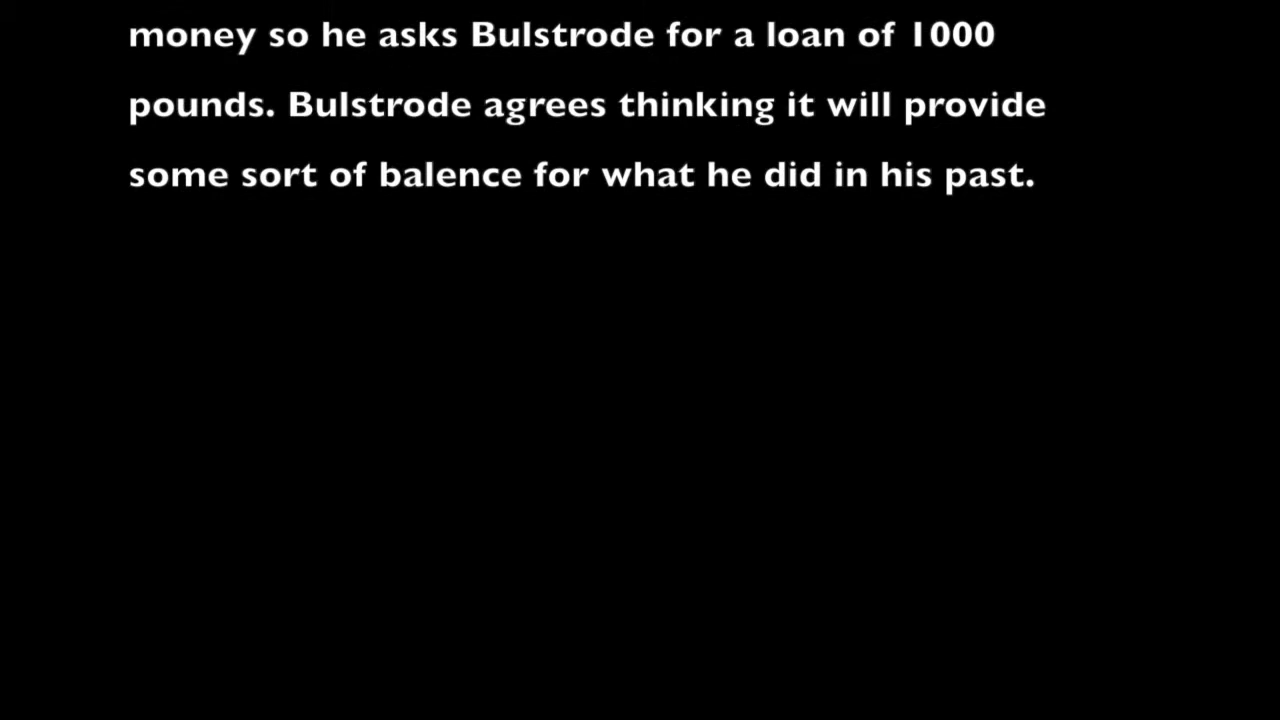 money so he asks Bulstrode for a loan of 1000
pounds. Bulstrode agrees thinking it will provide
some sort of balence for what he did in his past.